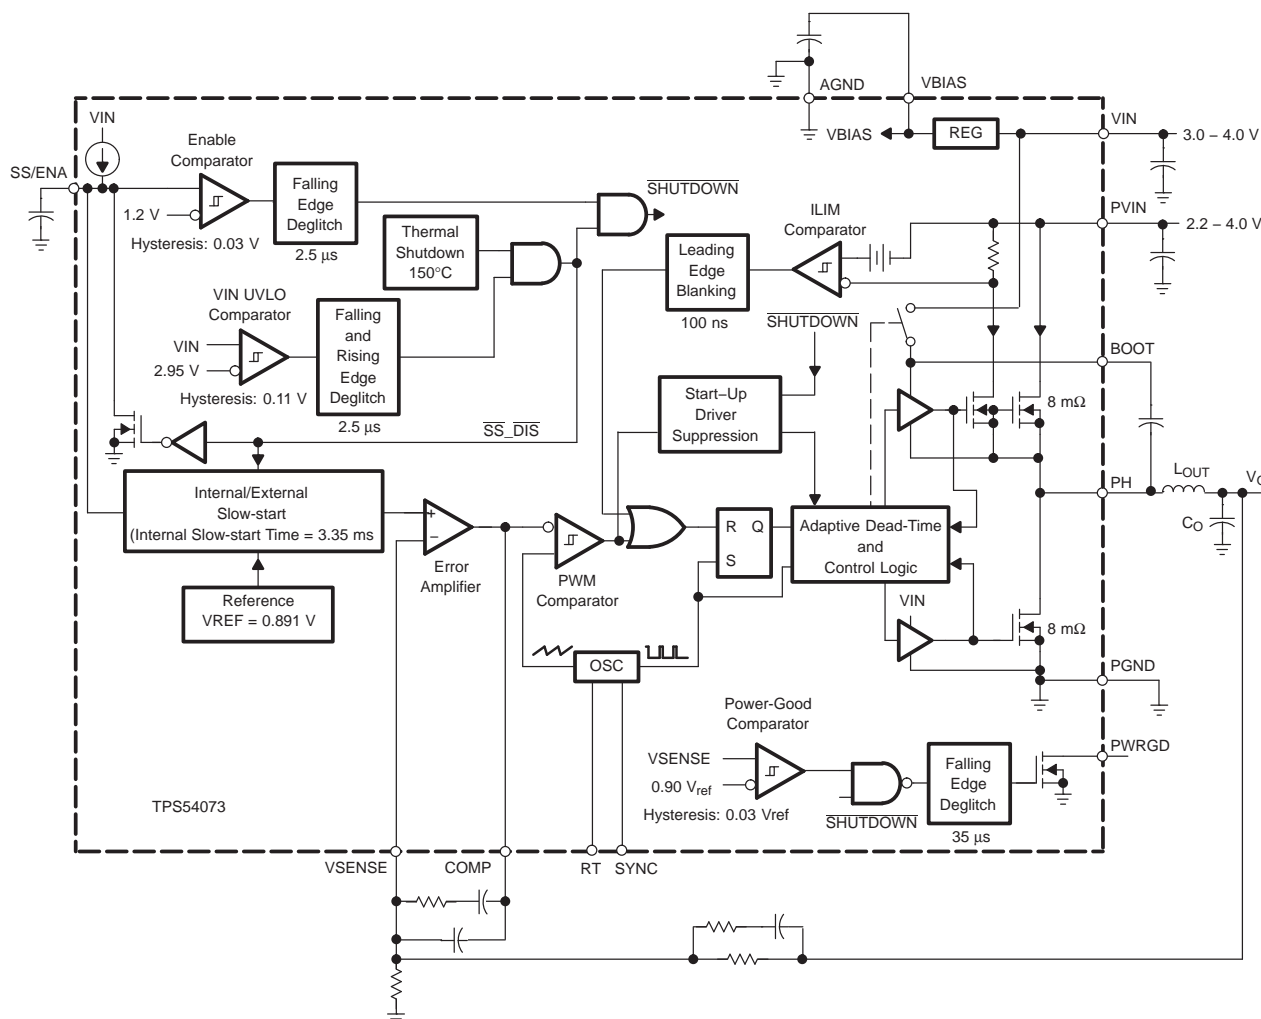 AGND
VBIAS
VIN
VBIAS
REG
VIN
3.0 – 4.0 V
Enable
Comparator
SS/ENA
Falling
Edge
Deglitch
1.2 V
Hysteresis: 0.03 V
2.5 µs
SHUTDOWN
Thermal
Shutdown
150°C
ILIM
Comparator
PVIN
2.2 – 4.0 V
Leading
Edge
Blanking
100 ns
VIN UVLO
Comparator
VIN
2.95 V
Hysteresis: 0.11 V
Falling
and
Rising
Edge
Deglitch
2.5 µs
SHUTDOWN
BOOT
Start–Up
Driver
Suppression
8 mΩ
SS_DIS
Internal/External
Slow-start
(Internal Slow-start Time = 3.35 ms
Reference
VREF = 0.891 V
+
−
Error
Amplifier
PWM
Comparator
R Q
S
Adaptive Dead-Time
and
Control Logic
PH
LOUT
CO
VIN
8 mΩ
OSC
PGND
Power-Good
Comparator
VSENSE
0.90 Vref
Hysteresis: 0.03 Vref
SHUTDOWN
Falling
Edge
Deglitch
35 µs
PWRGD
TPS54073
VSENSE
COMP
RT
SYNC